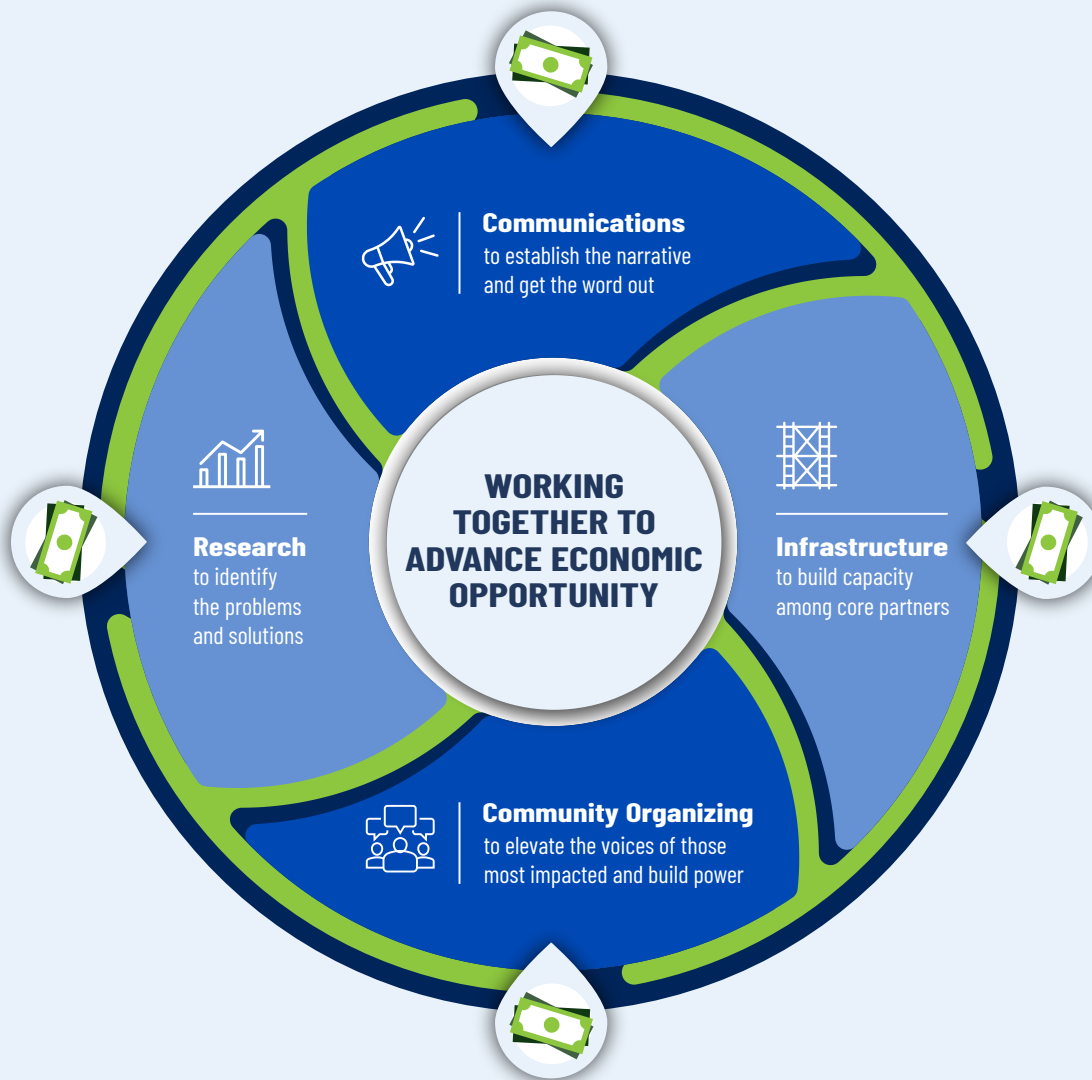 Communications
to establish the narrative
and get the word out
WORKING
TOGETHER TO
ADVANCE ECONOMIC
OPPORTUNITY
Research
to identify
the problems
and solutions
Infrastructure
to build capacity
among core partners
Community Organizing
to elevate the voices of those
most impacted and build power